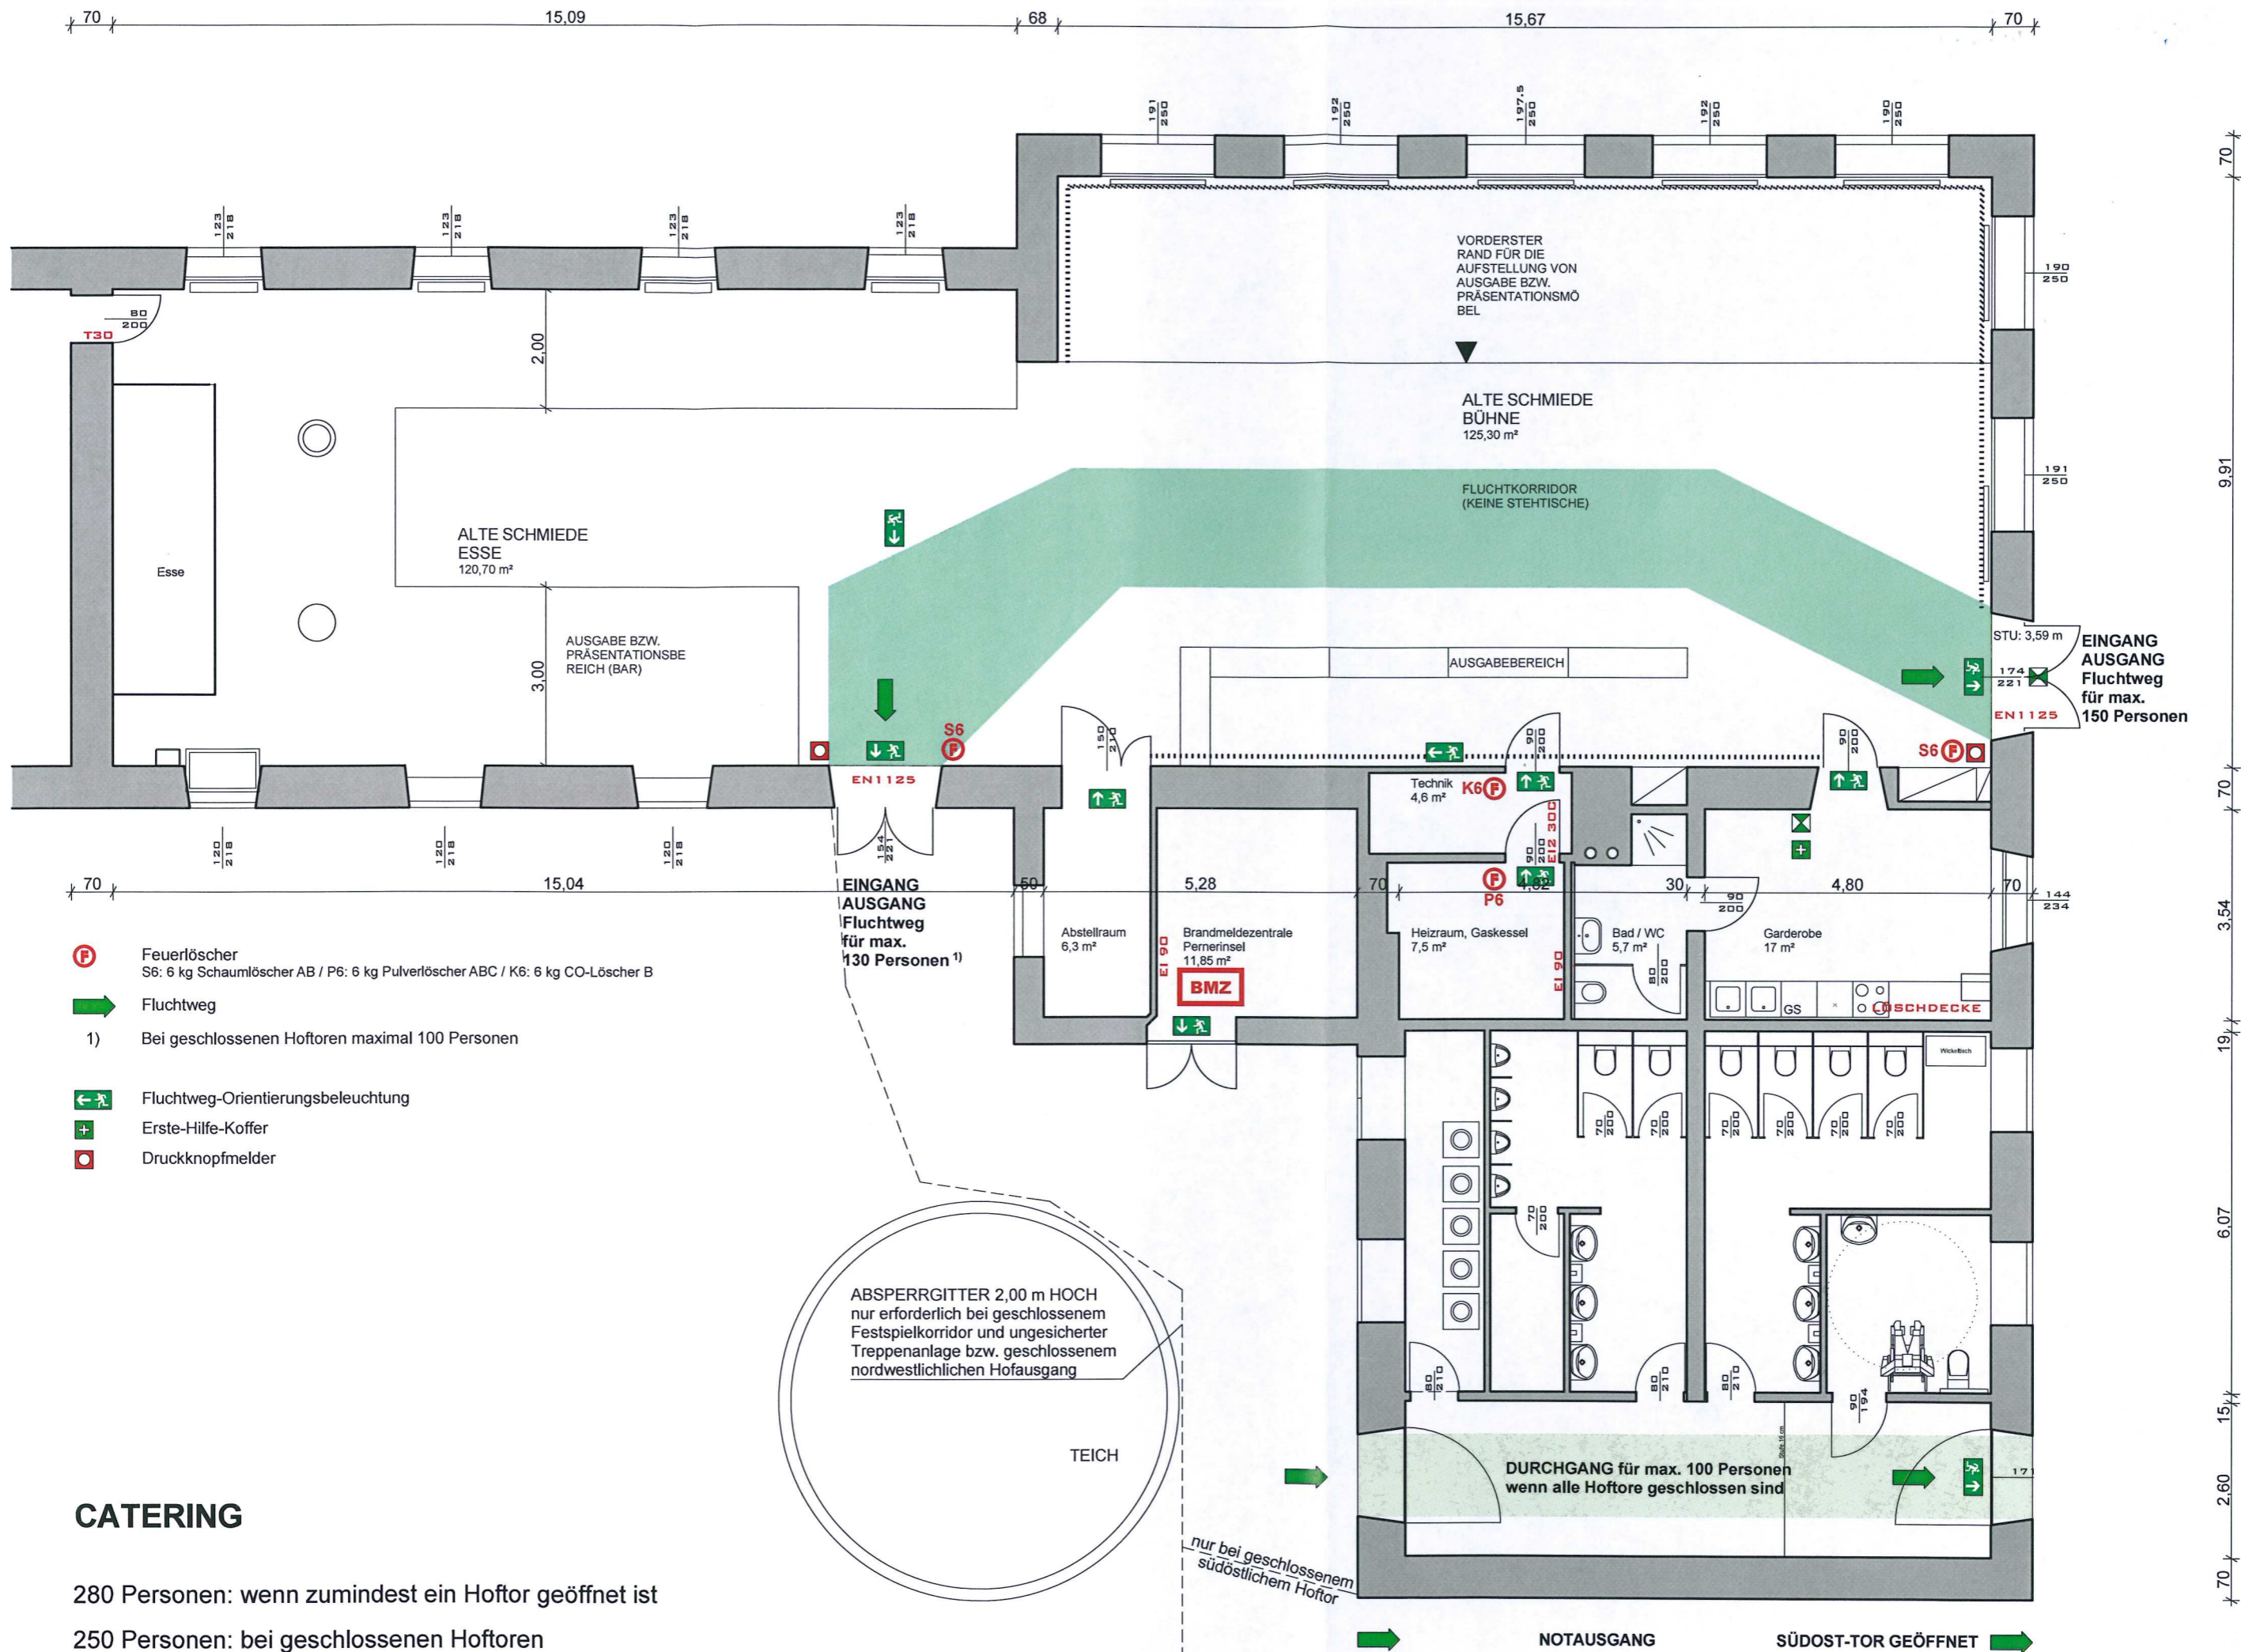 70
15,09
68
15,67
70
191
250
192
250
197.5
250
192
250
190
250
70
123
218
123
218
123
218
123
218
VORDERSTER
RAND FÜR DIE
AUFSTELLUNG VON
AUSGABE BZW.
PRÄSENTATIONSMÖ
BEL
190
250
80
200
T30
2,00
ALTE SCHMIEDE
BÜHNE
125,30 m²
9,91
191
250
FLUCHTKORRIDOR
(KEINE STEHTISCHE)
ALTE SCHMIEDE
ESSE
120,70 m²
Esse
AUSGABE BZW.
PRÄSENTATIONSBE
REICH (BAR)
3,00
AUSGABEBEREICH
STU: 3,59 m
174
221
EN1125
EINGANG
AUSGANG
Fluchtweg
für max.
150 Personen
S6
F
EN1125
150
210
90
200
90
200
S6
F
Technik
4,6 m²
K6
F
70
120
218
120
218
120
218
154
221
90
200
EI2 30C
F
P6
70
15,04
50
5,28
70
4,82
30
4,80
70
144
234
3,54
EINGANG
AUSGANG
Fluchtweg
für max.
130 Personen 1)
Abstellraum
6,3 m²
EI 90
Brandmeldezentrale
Pernerinsel
11,85 m²
BMZ
Heizraum, Gaskessel
7,5 m²
EI 90
Bad / WC
5,7 m²
80
200
90
200
Garderobe
17 m²
GS
LÖSCHDECKE
F
Feuerlöscher
S6: 6 kg Schaumlöscher AB / P6: 6 kg Pulverlöscher ABC / K6: 6 kg CO-Löscher B
Fluchtweg
1)
Bei geschlossenen Hoftoren maximal 100 Personen
Fluchtweg-Orientierungsbeleuchtung
Erste-Hilfe-Koffer
Druckknopfmelder
19
Wickeltisch
70
200
70
200
70
200
70
200
70
200
70
200
70
200
6,07
ABSPERRGITTER 2,00 m HOCH
nur erforderlich bei geschlossenem
Festspielkorridor und ungesicherter
Treppenanlage bzw. geschlossenem
nordwestlichlichen Hofausgang
TEICH
80
210
80
210
80
210
90
194
15
Stufe 16 cm
DURCHGANG für max. 100 Personen
wenn alle Hoftore geschlossen sind
171
2,60
70
CATERING
280 Personen: wenn zumindest ein Hoftor geöffnet ist
250 Personen: bei geschlossenen Hoftoren
nur bei geschlossenem
südöstlichem Hoftor
NOTAUSGANG
SÜDOST-TOR GEÖFFNET